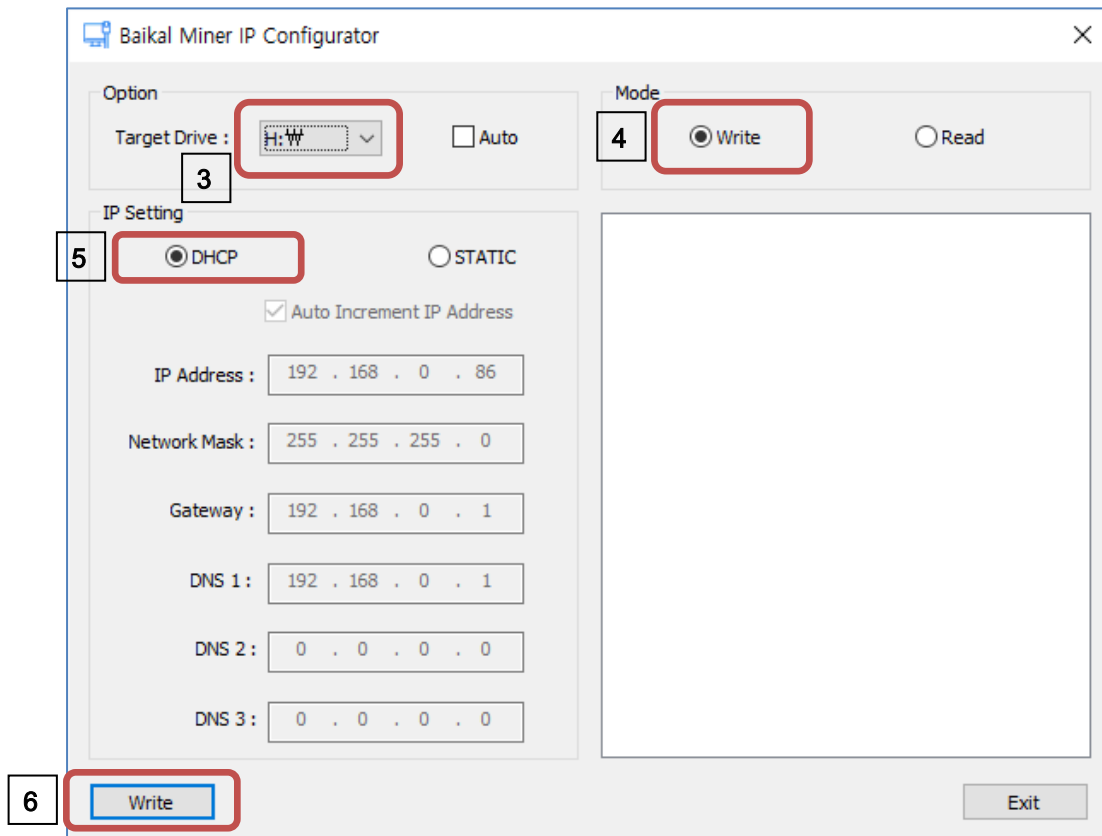 Baikal Miner IP Configurator
Option
Target Drive : H:₩ Auto
3
Mode
4 Write Read
IP Setting
5 DHCP STATIC
Auto Increment IP Address
IP Address : 192 . 168 . 0 . 86
Network Mask : 255 . 255 . 255 . 0
Gateway : 192 . 168 . 0 . 1
DNS 1 : 192 . 168 . 0 . 1
DNS 2 : 0 . 0 . 0 . 0
DNS 3 : 0 . 0 . 0 . 0
6 Write Exit